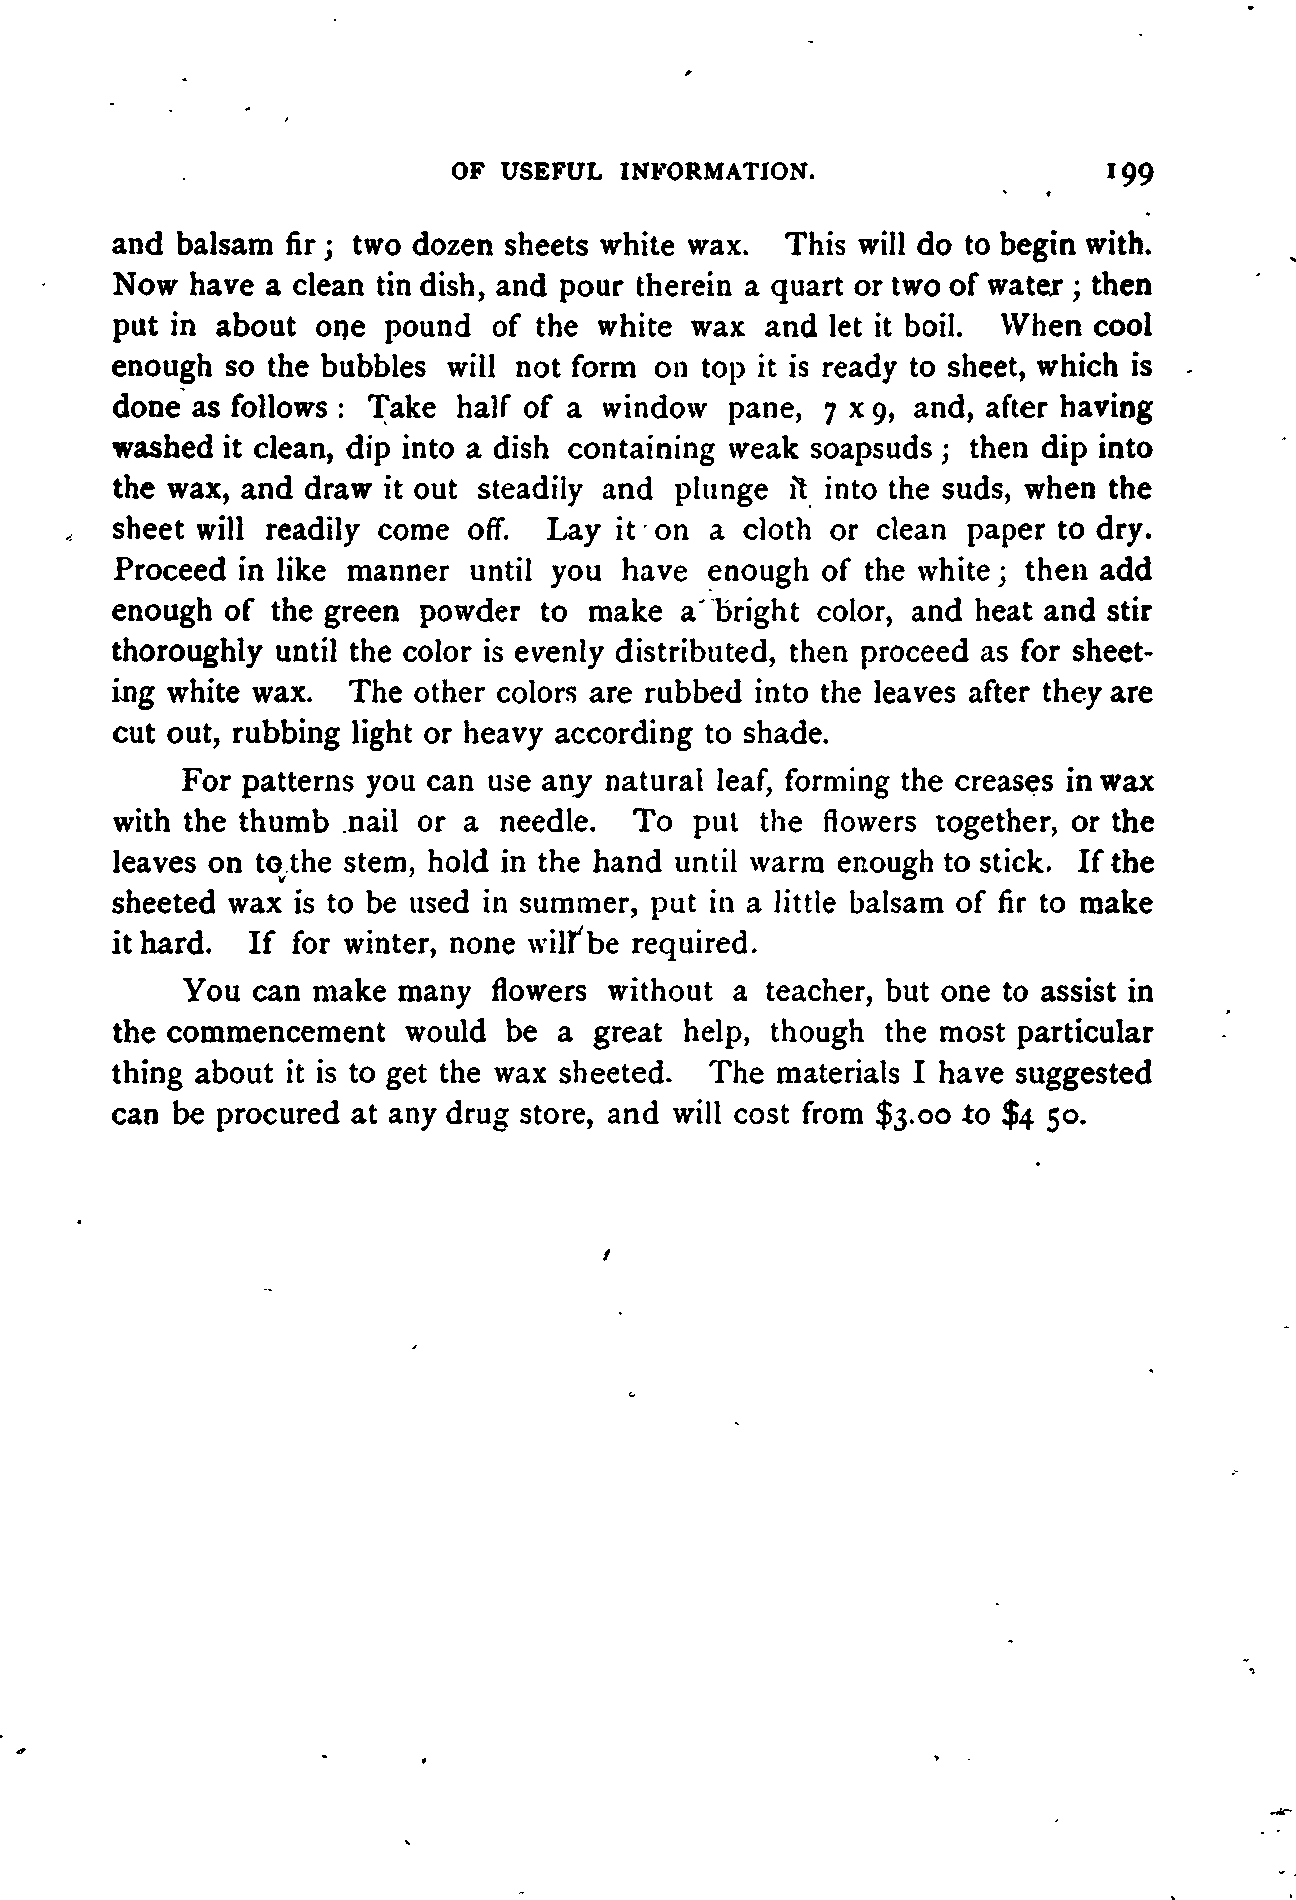 OF USEFUL INFORMATION. 199
and balsam fir; two dozen sheets white wax. This will do to begin with.
Now have a clean tin dish, and pour therein a quart or two of water; then
put in about one pound of the white wax and let it boil. When cool
enough so the bubbles will not form on top it is ready to sheet, which is
done as follows: Take half of a window pane, 7 x 9, and, after having
washed it clean, dip into a dish containing weak soapsuds; then dip into
the wax, and draw it out steadily and plunge it into the suds, when the
sheet will readily come off. Lay it on a cloth or clean paper to dry.
Proceed in like manner until you have enough of the white; then add
enough of the green powder to make a bright color, and heat and stir
thoroughly until the color is evenly distributed, then proceed as for sheet-
ing white wax. The other colors are rubbed into the leaves after they are
cut out, rubbing light or heavy according to shade.
For patterns you can use any natural leaf, forming the creases in wax
with the thumb nail or a needle. To put the flowers together, or the
leaves on to the stem, hold in the hand until warm enough to stick. If the
sheeted wax is to be used in summer, put in a little balsam of fir to make
it hard. If for winter, none will be required.
You can make many flowers without a teacher, but one to assist in
the commencement would be a great help, though the most particular
thing about it is to get the wax sheeted. The materials I have suggested
can be procured at any drug store, and will cost from $3.00 to $4 50.